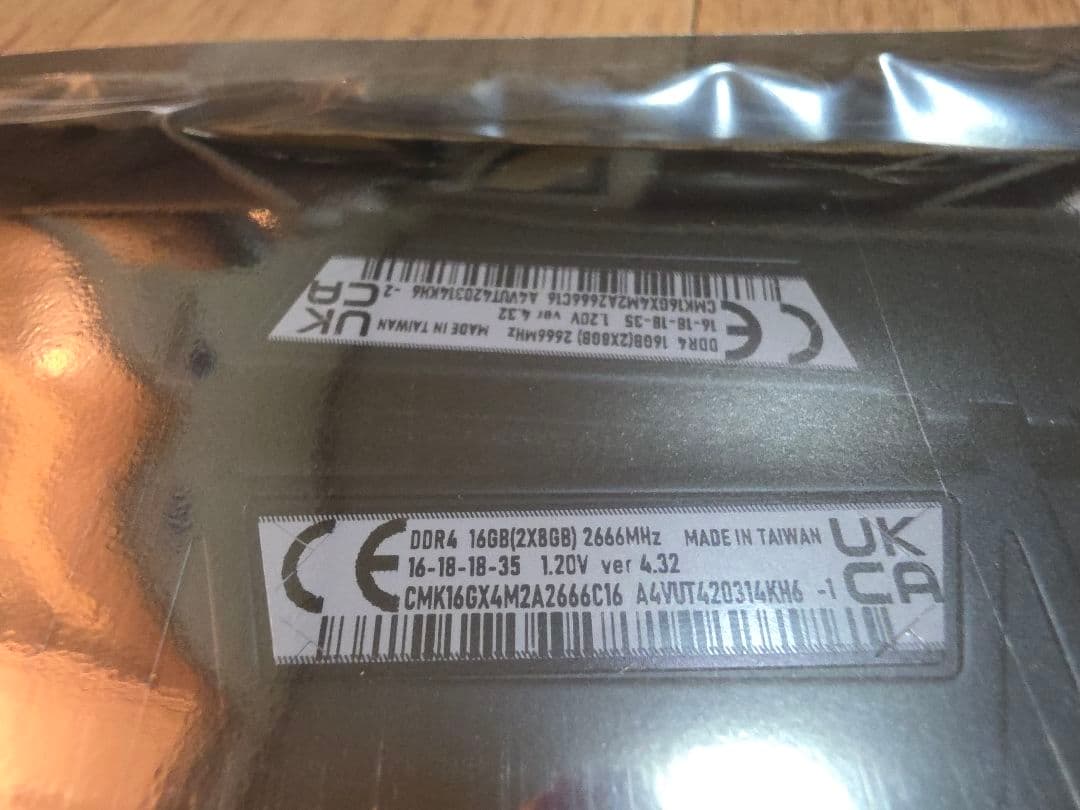 DDR4 16GB(2X8GB) 2666MHz MADE IN TAIWAN
16-18-18-35 1.20V ver 4.32
CMK16GX4M2A2666C16 A4VUT420314KH6 -2
CE
UK
CA
CE
DDR4 16GB(2X8GB) 2666MHz MADE IN TAIWAN
16-18-18-35 1.20V ver 4.32
CMK16GX4M2A2666C16 A4VUT420314KH6 -1
UK
CA